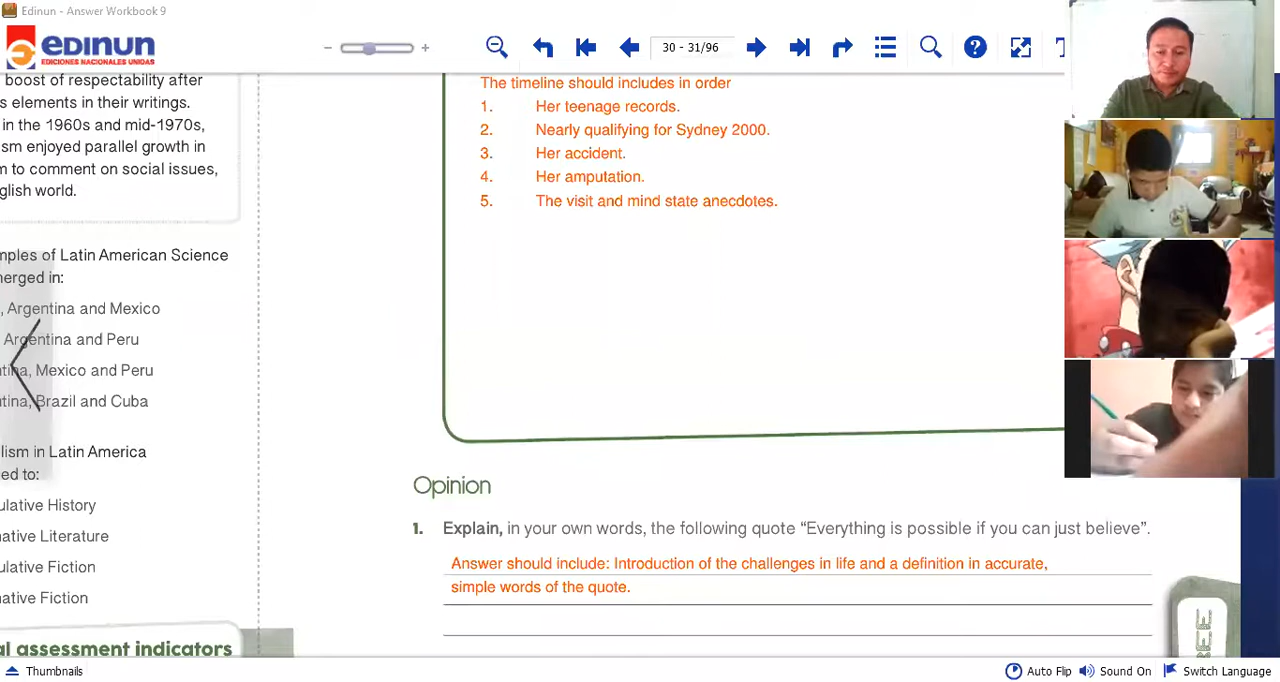 Edinun - Answer Workbook 9
eDINUN
EDICIONES NACIONALES UNIDAS
30 - 31/96
boost of respectability after
s elements in their writings.
in the 1960s and mid-1970s,
sm enjoyed parallel growth in
m to comment on social issues,
glish world.
mples of Latin American Science
nerged in:
, Argentina and Mexico
Argentina and Peru
ntina, Mexico and Peru
ntina, Brazil and Cuba
lism in Latin America
ed to:
ulative History
native Literature
ulative Fiction
native Fiction
al assessment indicators
The timeline should includes in order
1. Her teenage records.
2. Nearly qualifying for Sydney 2000.
3. Her accident.
4. Her amputation.
5. The visit and mind state anecdotes.
Opinion
1. Explain, in your own words, the following quote “Everything is possible if you can just believe”.
Answer should include: Introduction of the challenges in life and a definition in accurate,
simple words of the quote.
REE
Thumbnails
Auto Flip Sound On Switch Language